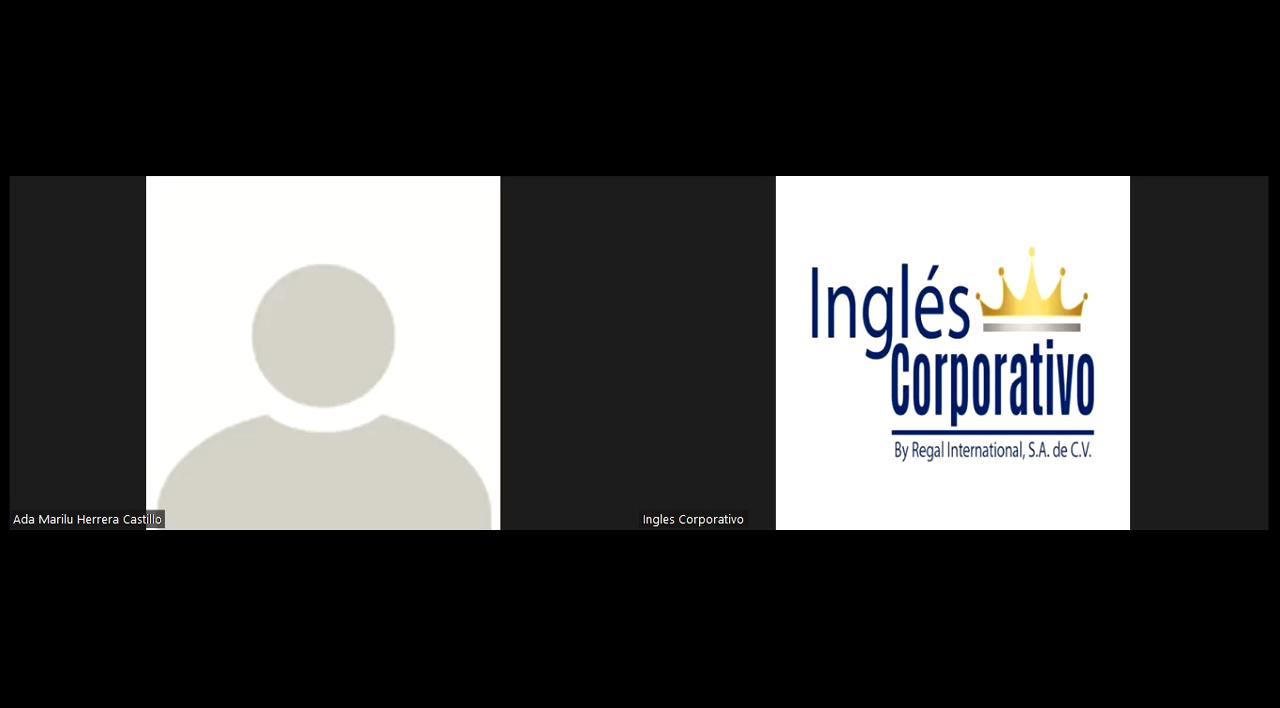 Inglés
Corporativo
By Regal International, S.A. de C.V.
Ada Marilu Herrera Castillo
Ingles Corporativo